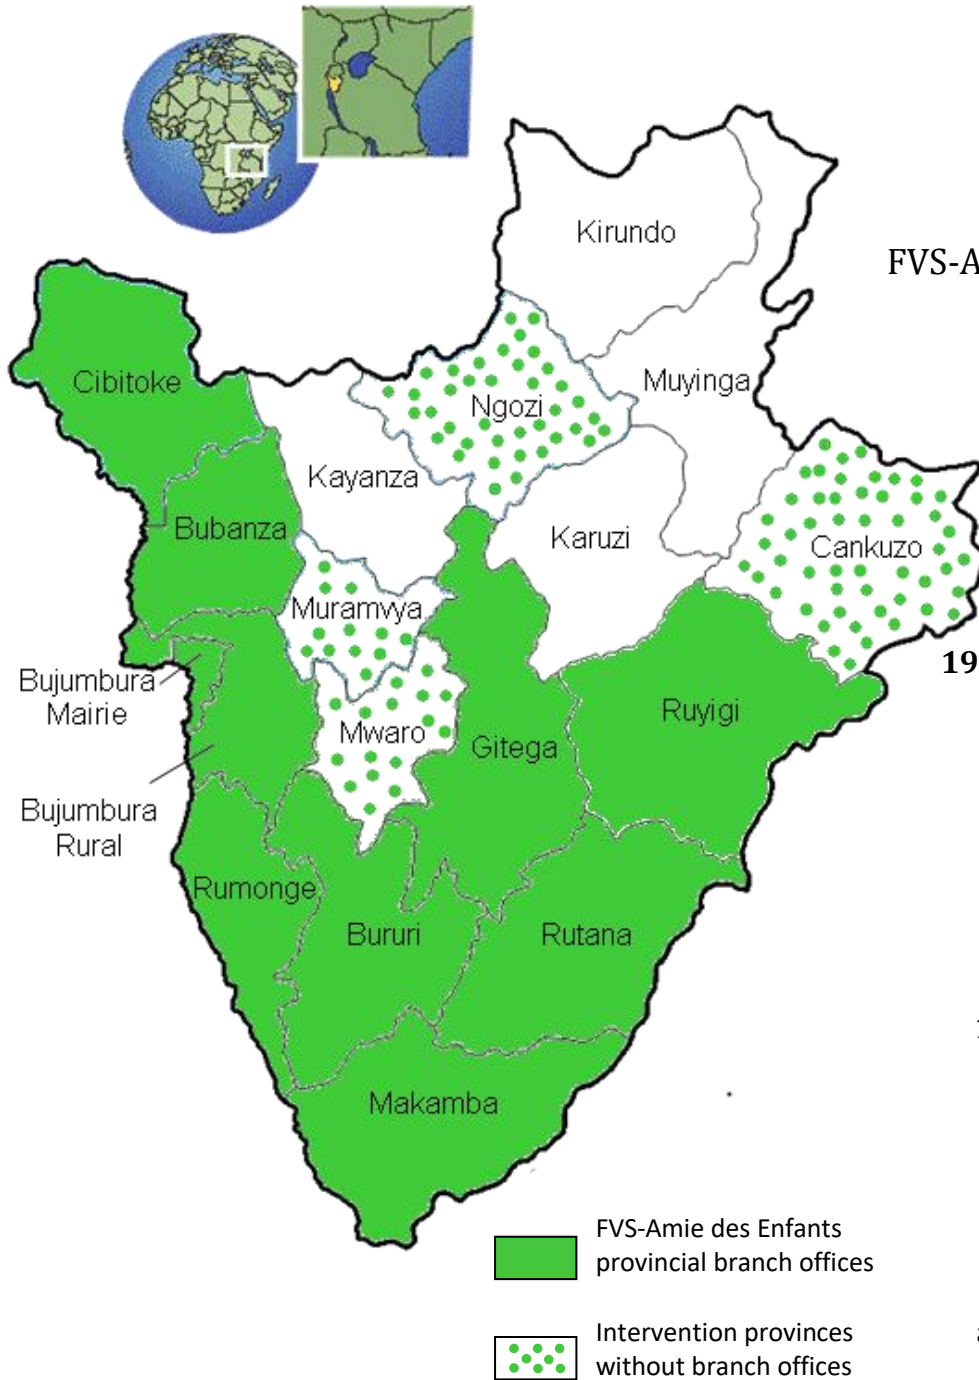 Kirundo
FVS-A
Cibitoke
Muyinga
Ngozi
Kayanza
Bubanza
Karuzi
Cankuzo
Muramvya
19
Bujumbura
Mairie
Ruyigi
Mwaro
Gitega
Bujumbura
Rural
Rumonge
Bururi
Rutana
Makamba
FVS-Amie des Enfants
provincial branch offices
Intervention provinces
without branch offices